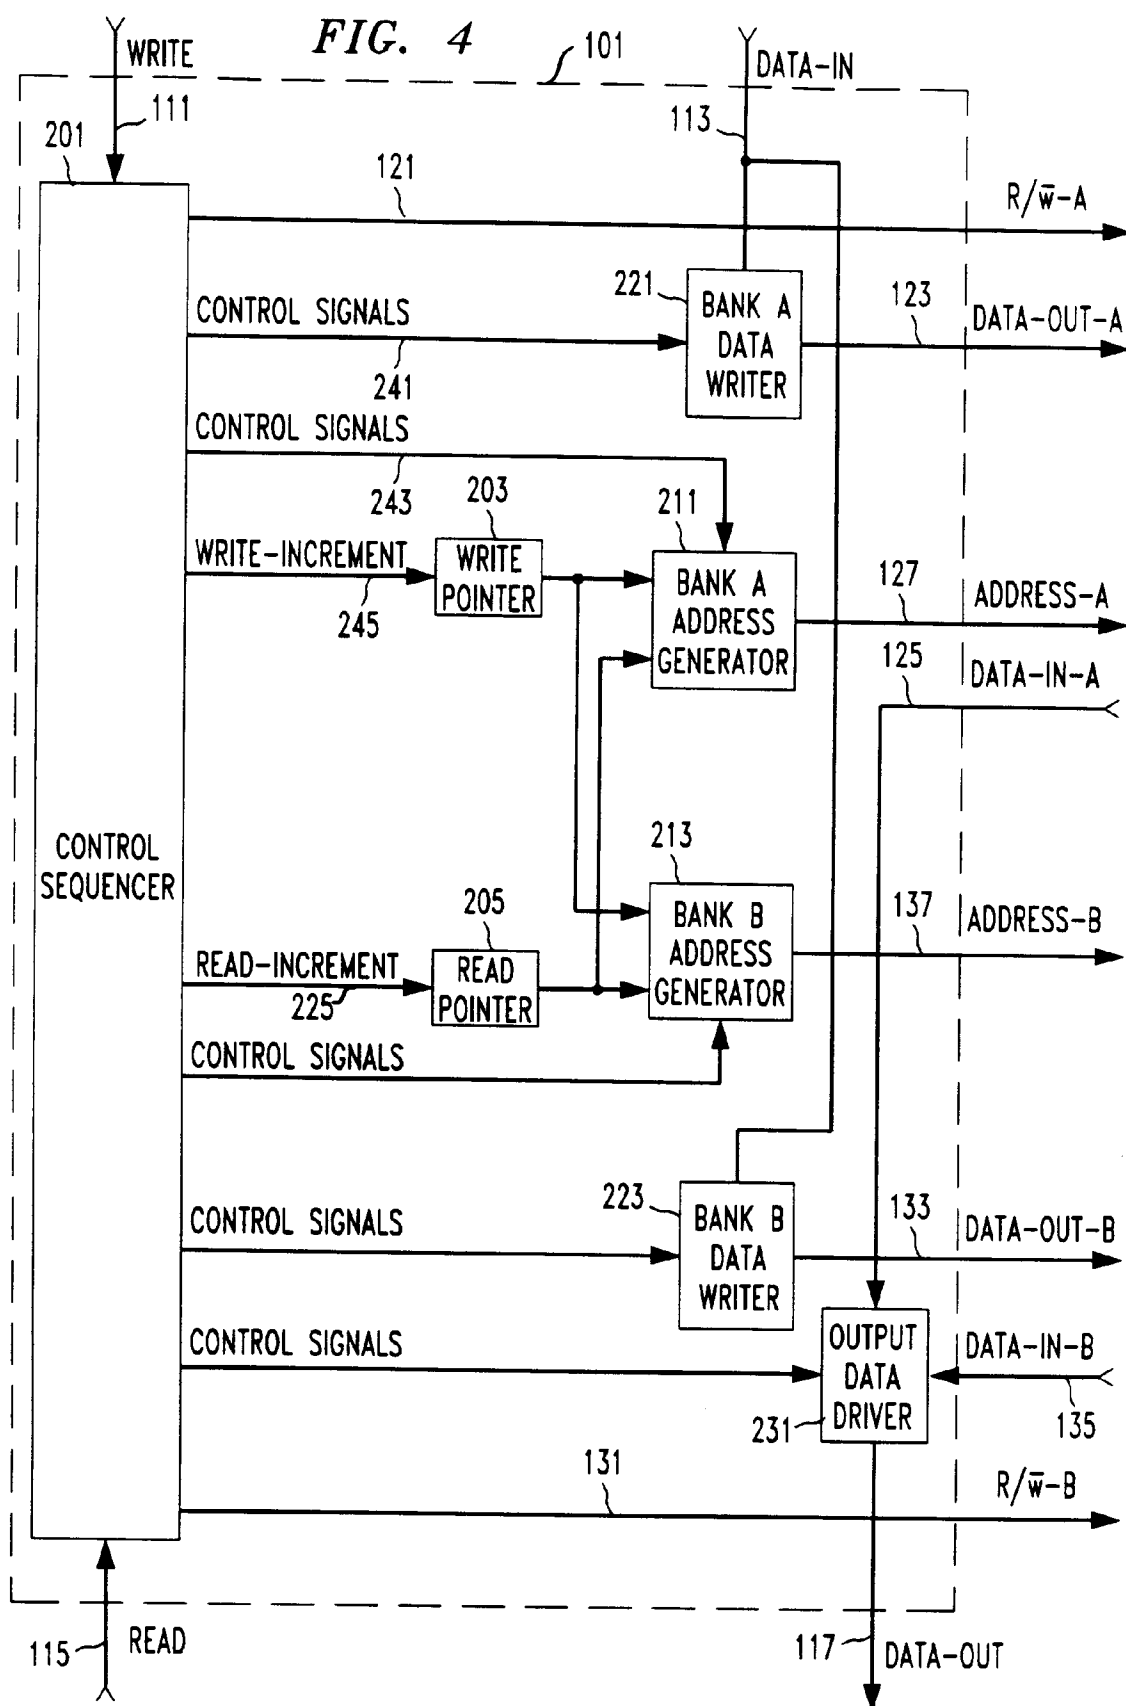 FIG. 4
WRITE
101
DATA-IN
111
113
201
121
R/w̅-A
CONTROL SIGNALS
241
221
BANK A
DATA
WRITER
123
DATA-OUT-A
CONTROL SIGNALS
243
203
211
WRITE-INCREMENT
245
WRITE
POINTER
BANK A
ADDRESS
GENERATOR
127
ADDRESS-A
125
DATA-IN-A
CONTROL
SEQUENCER
213
205
BANK B
ADDRESS
GENERATOR
137
ADDRESS-B
READ-INCREMENT
225
READ
POINTER
CONTROL SIGNALS
223
BANK B
DATA
WRITER
133
DATA-OUT-B
CONTROL SIGNALS
CONTROL SIGNALS
OUTPUT
DATA
DRIVER
231
DATA-IN-B
135
131
R/w̅-B
115
READ
117
DATA-OUT